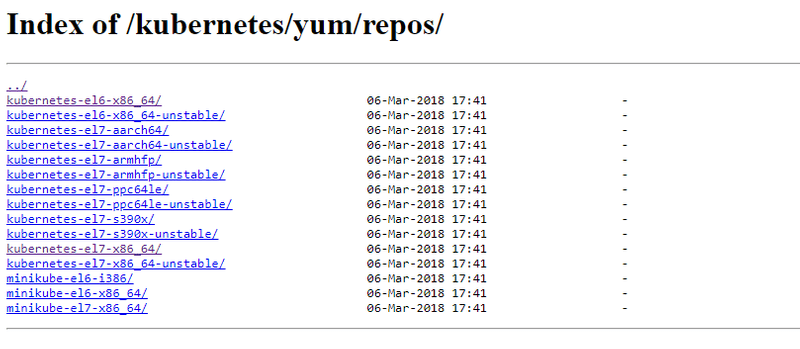 Index of /kubernetes/yum/repos/
../
kubernetes-el6-x86_64/ 06-Mar-2018 17:41 -
kubernetes-el6-x86_64-unstable/ 06-Mar-2018 17:41 -
kubernetes-el7-aarch64/ 06-Mar-2018 17:41 -
kubernetes-el7-aarch64-unstable/ 06-Mar-2018 17:41 -
kubernetes-el7-armhfp/ 06-Mar-2018 17:41 -
kubernetes-el7-armhfp-unstable/ 06-Mar-2018 17:41 -
kubernetes-el7-ppc64le/ 06-Mar-2018 17:41 -
kubernetes-el7-ppc64le-unstable/ 06-Mar-2018 17:41 -
kubernetes-el7-s390x/ 06-Mar-2018 17:41 -
kubernetes-el7-s390x-unstable/ 06-Mar-2018 17:41 -
kubernetes-el7-x86_64/ 06-Mar-2018 17:41 -
kubernetes-el7-x86_64-unstable/ 06-Mar-2018 17:41 -
minikube-el6-i386/ 06-Mar-2018 17:41 -
minikube-el6-x86_64/ 06-Mar-2018 17:41 -
minikube-el7-x86_64/ 06-Mar-2018 17:41 -